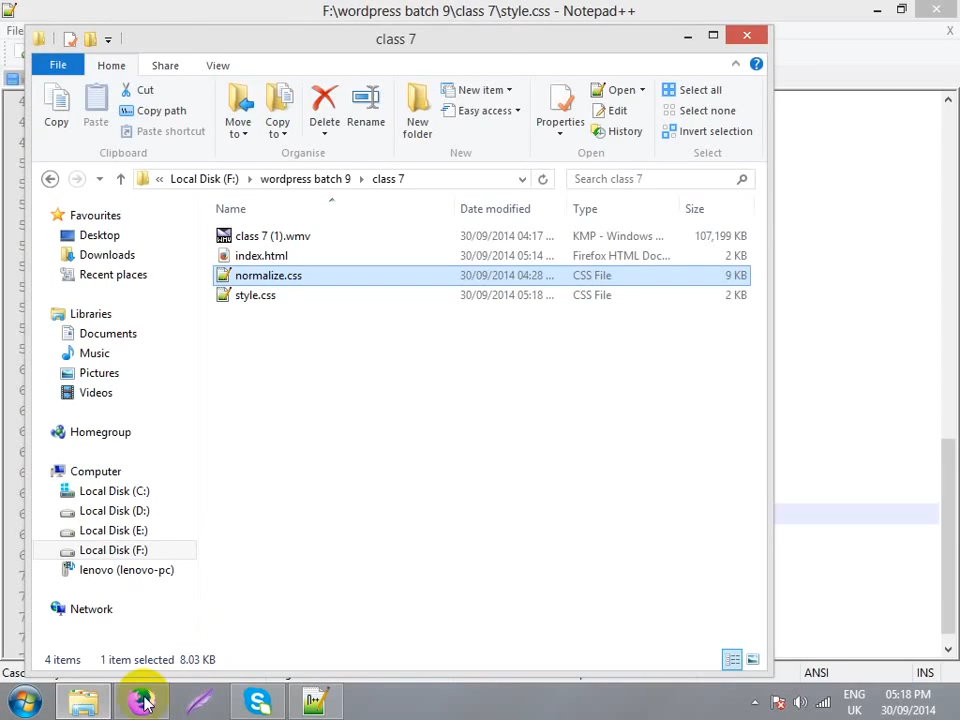 F:\wordpress batch 9\class 7\style.css - Notepad++
class 7
File Home Share View
Copy
Paste
Cut
Copy path
Paste shortcut
Clipboard
Move to
Copy to
Delete
Rename
Organise
New folder
New item
Easy access
New
Properties
Open
Edit
History
Open
Select all
Select none
Invert selection
Select
« Local Disk (F:) wordpress batch 9 class 7
Search class 7
Name Date modified Type Size
class 7 (1).wmv 30/09/2014 04:17 ... KMP - Windows ... 107,199 KB
index.html 30/09/2014 05:14 ... Firefox HTML Doc... 2 KB
normalize.css 30/09/2014 04:28 ... CSS File 9 KB
style.css 30/09/2014 05:18 ... CSS File 2 KB
Favourites
Desktop
Downloads
Recent places
Libraries
Documents
Music
Pictures
Videos
Homegroup
Computer
Local Disk (C:)
Local Disk (D:)
Local Disk (E:)
Local Disk (F:)
lenovo (lenovo-pc)
Network
4 items 1 item selected 8.03 KB
ANSI INS
ENG
UK
05:18 PM
30/09/2014